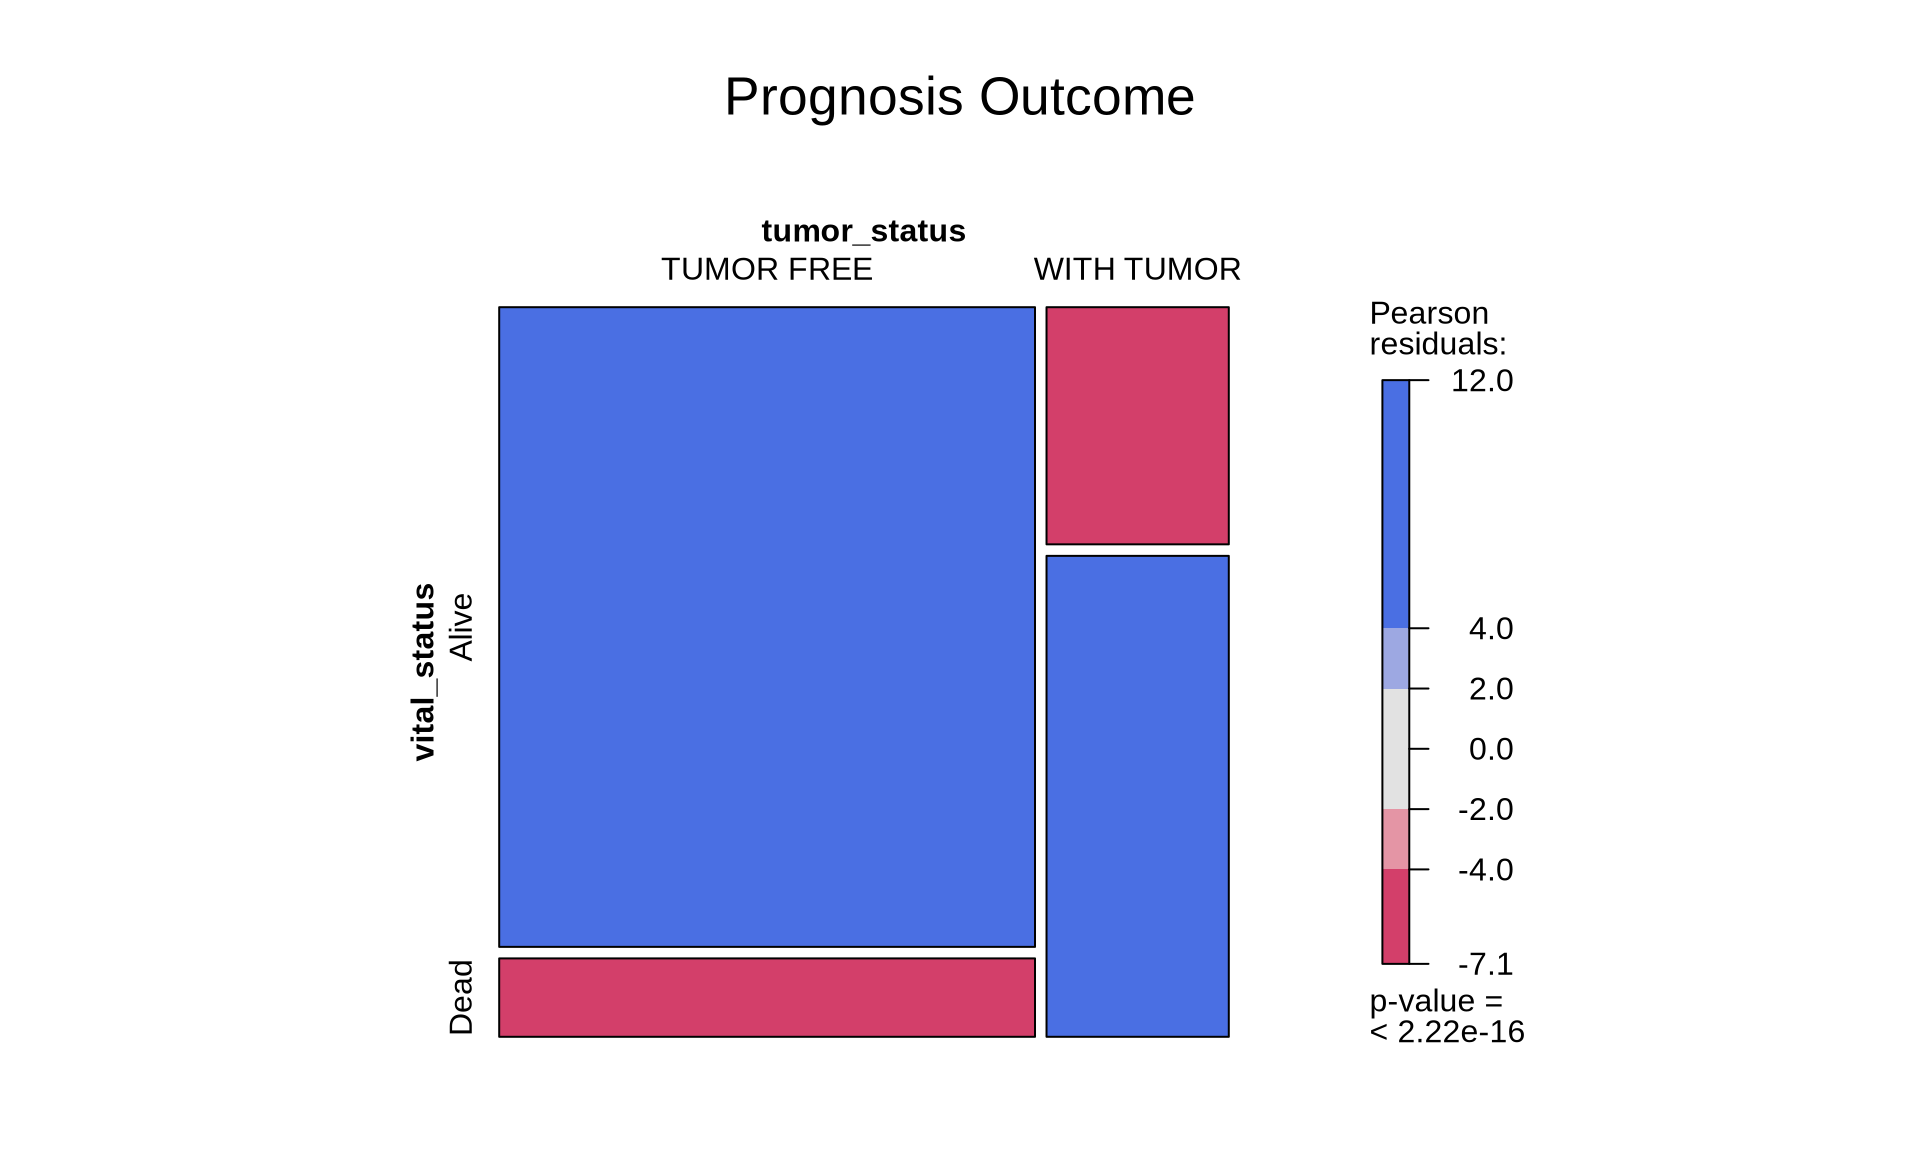 Prognosis Outcome
tumor_status
TUMOR FREE
WITH TUMOR
vital_status
Alive
Dead
Pearson
residuals:
12.0
4.0
2.0
0.0
-2.0
-4.0
-7.1
p-value =
< 2.22e-16